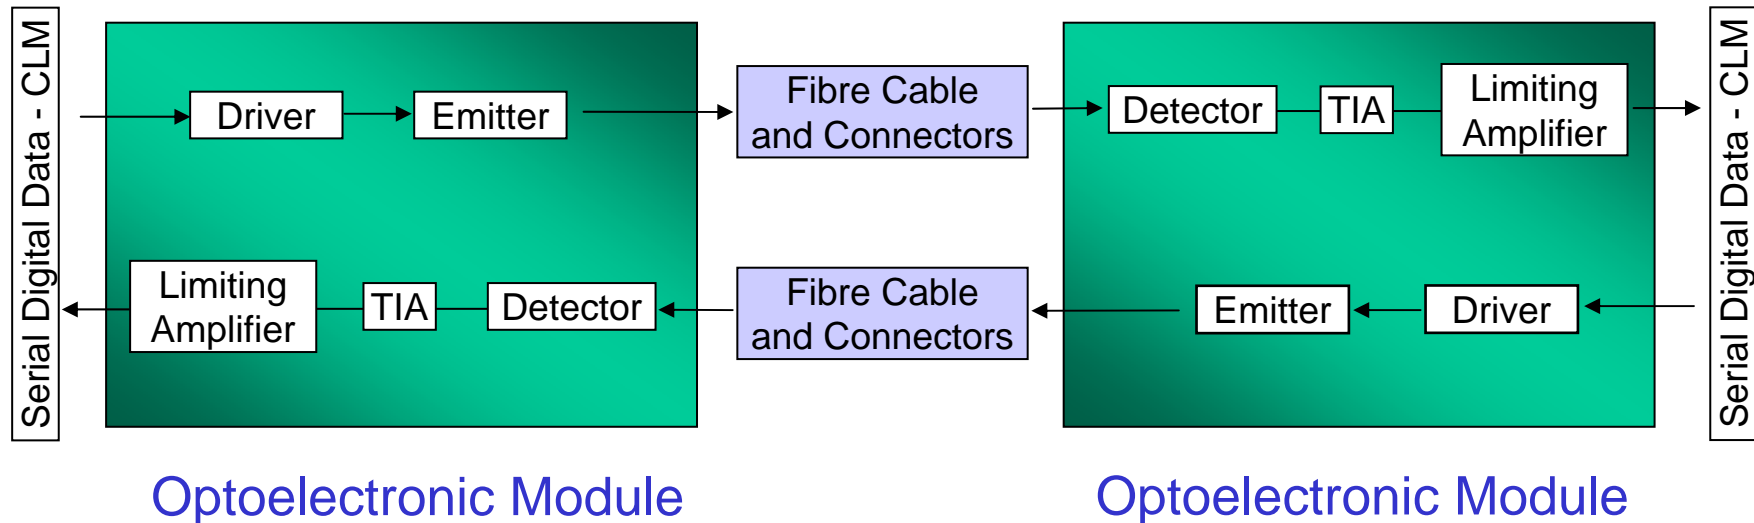 Serial Digital Data - CLM
Driver
Emitter
Fibre Cable
and Connectors
Detector
TIA
Limiting
Amplifier
Serial Digital Data - CLM
Limiting
Amplifier
TIA
Detector
Fibre Cable
and Connectors
Emitter
Driver
Optoelectronic Module
Optoelectronic Module